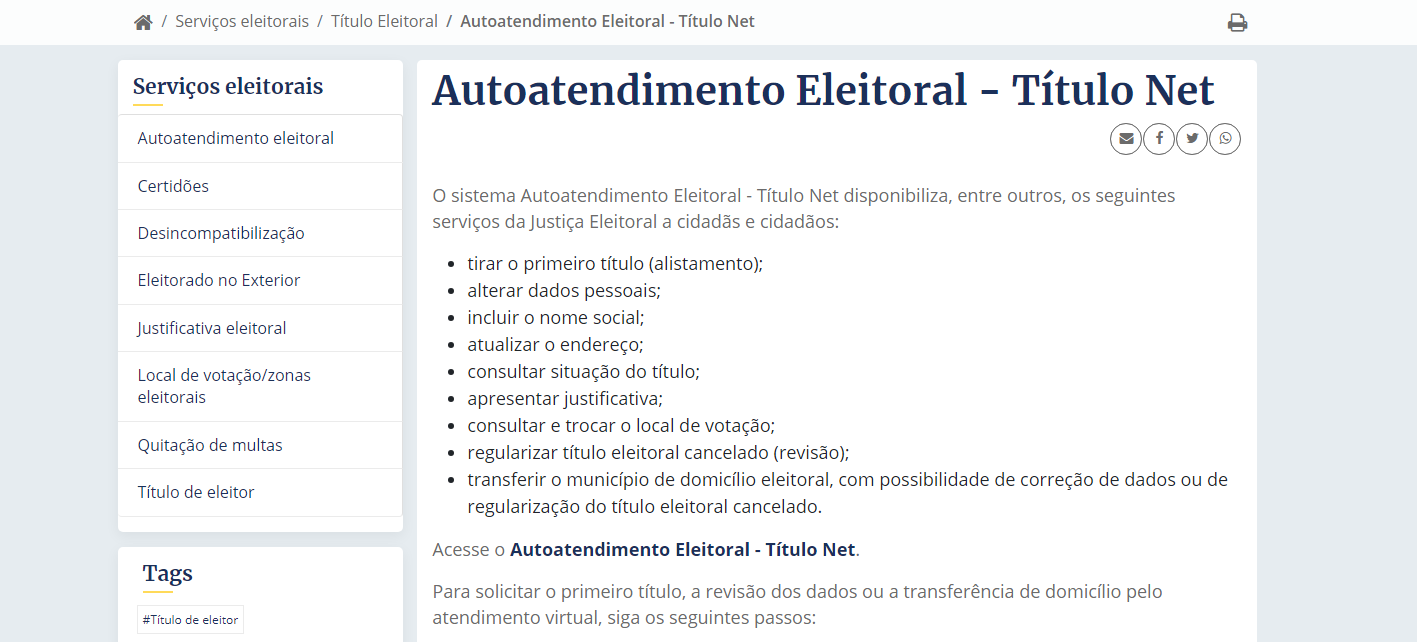 / Serviços eleitorais / Título Eleitoral / Autoatendimento Eleitoral - Título Net
Serviços eleitorais
Autoatendimento eleitoral
Certidões
Desincompatibilização
Eleitorado no Exterior
Justificativa eleitoral
Local de votação/zonas
eleitorais
Quitação de multas
Título de eleitor
Tags
#Título de eleitor
Autoatendimento Eleitoral - Título Net
O sistema Autoatendimento Eleitoral - Título Net disponibiliza, entre outros, os seguintes
serviços da Justiça Eleitoral a cidadãs e cidadãos:
• tirar o primeiro título (alistamento);
• alterar dados pessoais;
• incluir o nome social;
• atualizar o endereço;
• consultar situação do título;
• apresentar justificativa;
• consultar e trocar o local de votação;
• regularizar título eleitoral cancelado (revisão);
• transferir o município de domicílio eleitoral, com possibilidade de correção de dados ou de
regularização do título eleitoral cancelado.
Acesse o Autoatendimento Eleitoral - Título Net.
Para solicitar o primeiro título, a revisão dos dados ou a transferência de domicílio pelo
atendimento virtual, siga os seguintes passos: